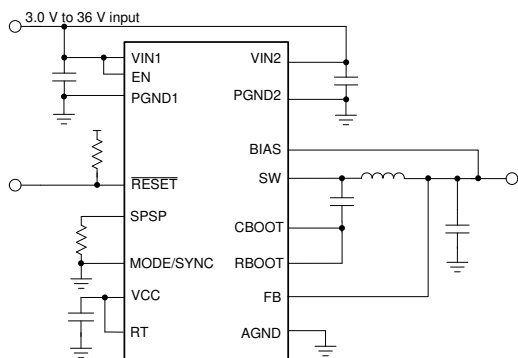 3.0 V to 36 V input
VIN1
EN
PGND1
RESET
SPSP
MODE/SYNC
VCC
RT
VIN2
PGND2
BIAS
SW
CBOOT
RBOOT
FB
AGND